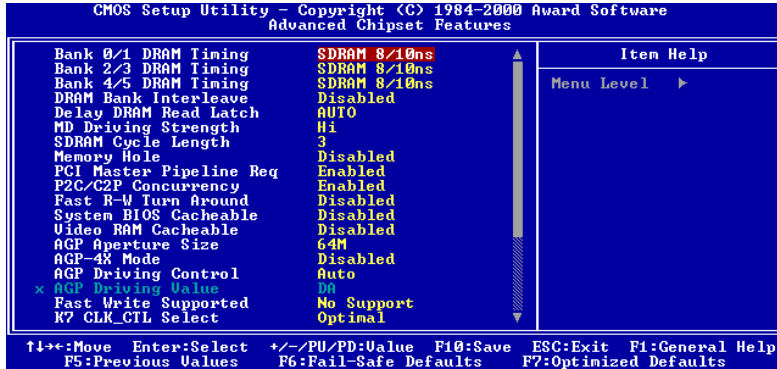 CMOS Setup Utility - Copyright (C) 1984-2000 Award Software
Advanced Chipset Features
Bank 0/1 DRAM Timing SDRAM 8/10ns
Bank 2/3 DRAM Timing SDRAM 8/10ns
Bank 4/5 DRAM Timing SDRAM 8/10ns
DRAM Bank Interleave Disabled
Delay DRAM Read Latch AUTO
MD Driving Strength Hi
SDRAM Cycle Length 3
Memory Hole Disabled
PCI Master Pipeline Req Enabled
P2C/C2P Concurrency Enabled
Fast R-W Turn Around Disabled
System BIOS Cacheable Disabled
Video RAM Cacheable Disabled
AGP Aperture Size 64M
AGP-4X Mode Disabled
AGP Driving Control Auto
x AGP Driving Value DA
Fast Write Supported No Support
K7 CLK_CTL Select Optimal
Item Help
Menu Level ▶
↑↓→←:Move Enter:Select +/-/PU/PD:Value F10:Save ESC:Exit F1:General Help
F5:Previous Values F6:Fail-Safe Defaults F7:Optimized Defaults